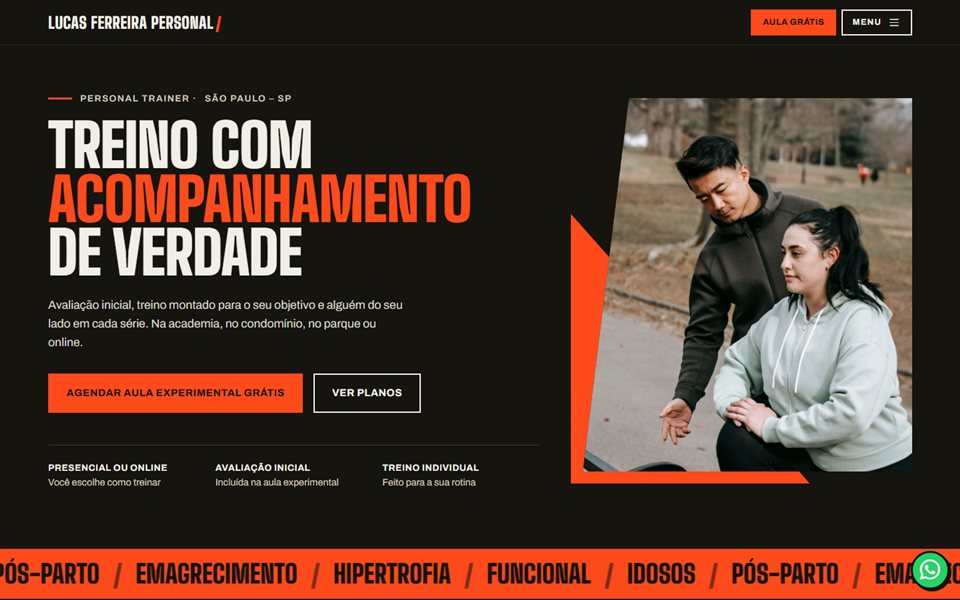 LUCAS FERREIRA PERSONAL/
AULA GRÁTIS
MENU
PERSONAL TRAINER · SÃO PAULO – SP
TREINO COM
ACOMPANHAMENTO
DE VERDADE
Avaliação inicial, treino montado para o seu objetivo e alguém do seu
lado em cada série. Na academia, no condomínio, no parque ou
online.
AGENDAR AULA EXPERIMENTAL GRÁTIS
VER PLANOS
PRESENCIAL OU ONLINE
Você escolhe como treinar
AVALIAÇÃO INICIAL
Incluída na aula experimental
TREINO INDIVIDUAL
Feito para a sua rotina
PÓS-PARTO / EMAGRECIMENTO / HIPERTROFIA / FUNCIONAL / IDOSOS / PÓS-PARTO /